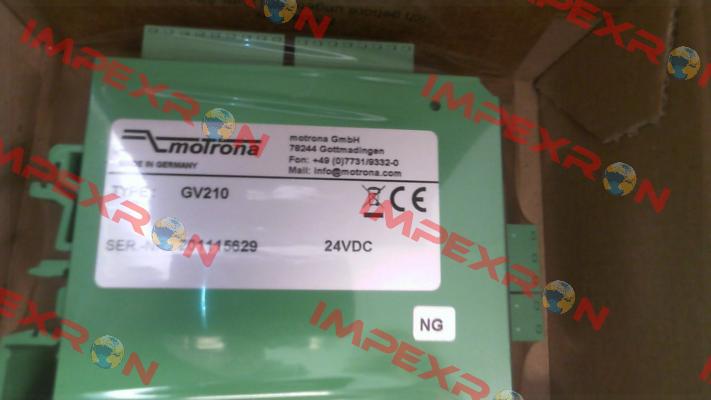 motrona
MADE IN GERMANY
motrona GmbH
78244 Gottmadingen
Fon: +49 (0)7731/9332-0
Mail: info@motrona.com
TYPE: GV210
CE
SER.-N 24VDC
NG
IMPEXRON
IMPEXRON
IMPEXRON
IMPEXRON
IMPEXRON
IMPEXRON
IMPEXRON